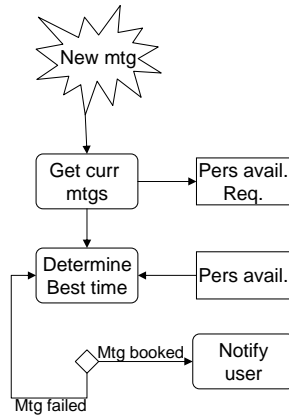 New mtg
Get curr
mtgs
Pers avail.
Req.
Determine
Best time
Pers avail.
Mtg booked
Notify
user
Mtg failed